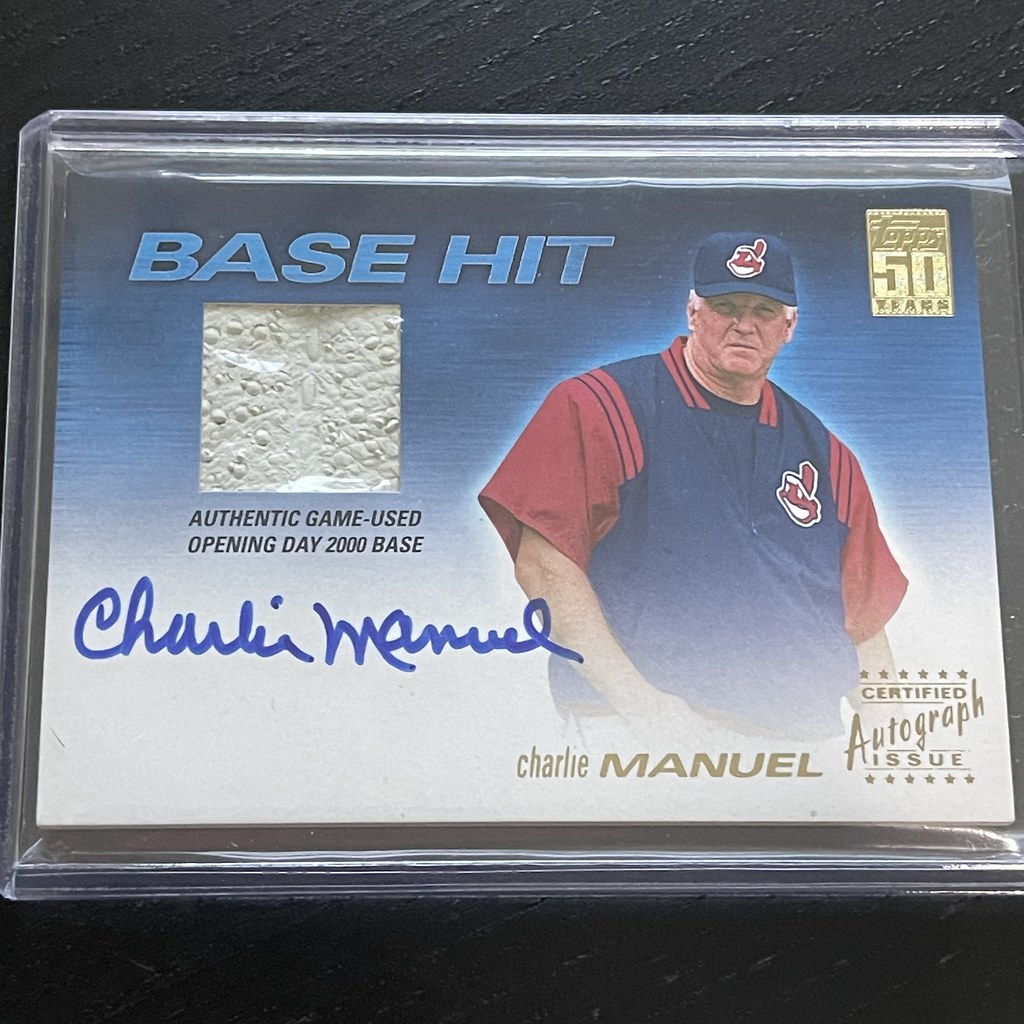 BASE HIT
Topps
50
YEARS
AUTHENTIC GAME-USED
OPENING DAY 2000 BASE
Charlie Manuel
charlie MANUEL
CERTIFIED
Autograph
ISSUE